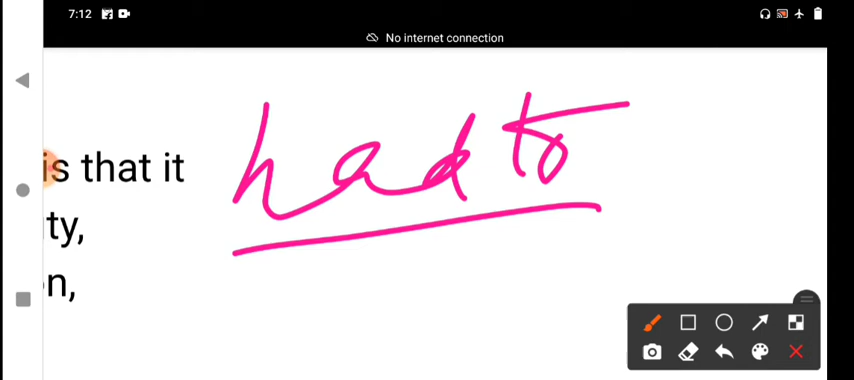 7:12
No internet connection
had to
is that it
ty,
n,